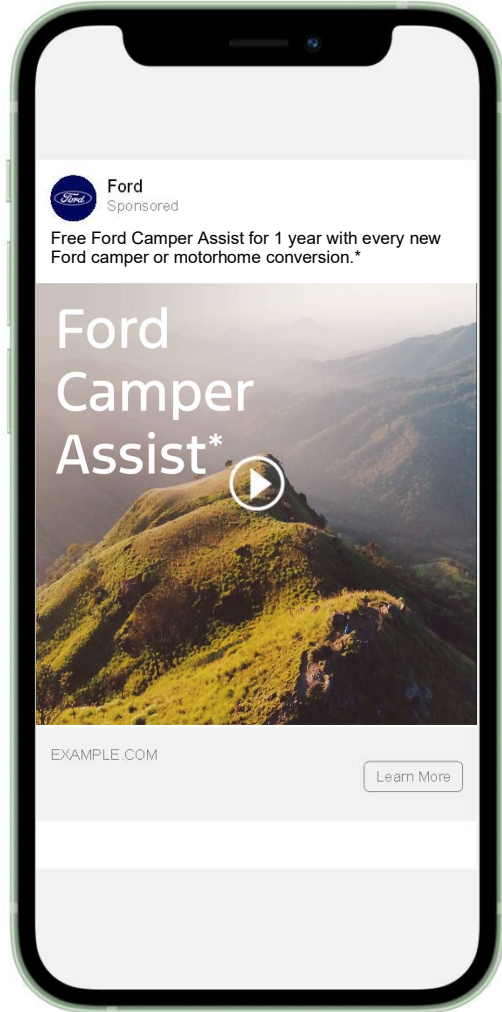 Ford
Ford
Sponsored
Free Ford Camper Assist for 1 year with every new
Ford camper or motorhome conversion.*
Ford
Camper
Assist*
EXAMPLE.COM
Learn More